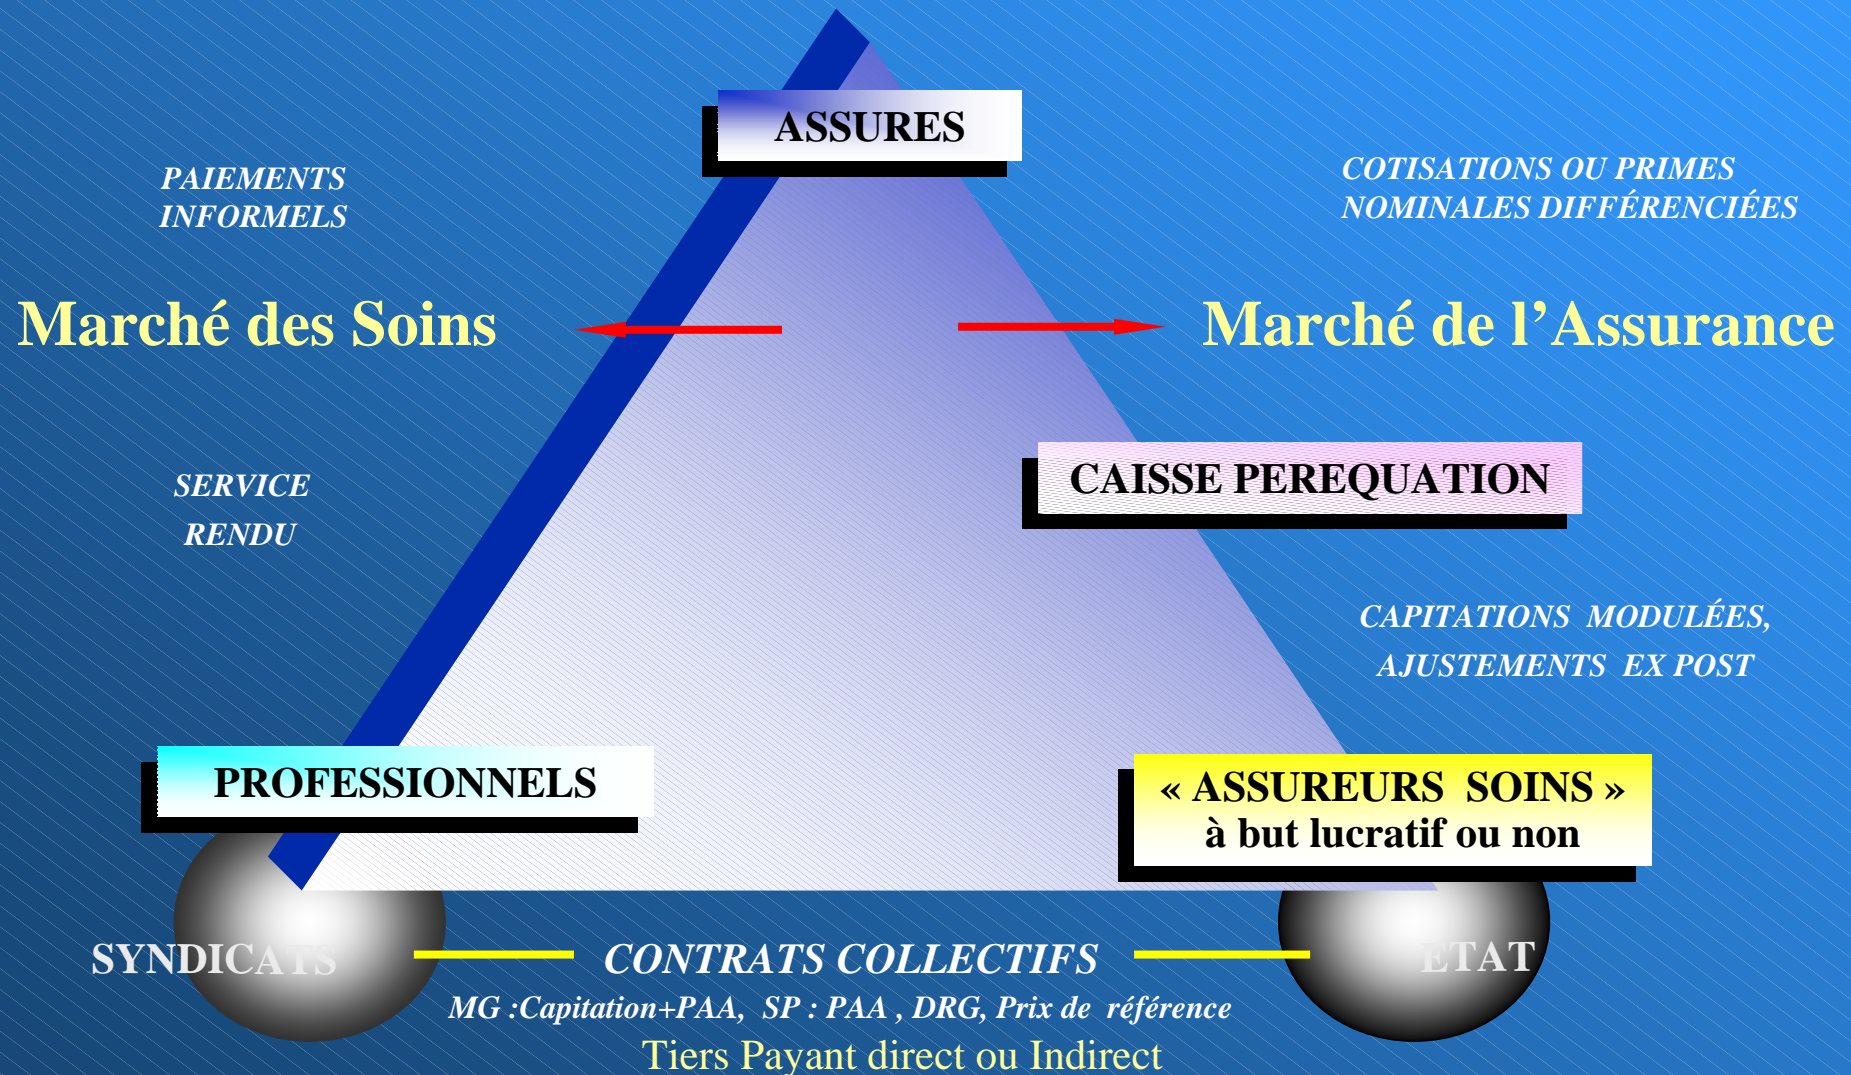 ASSURES
PAIEMENTS
INFORMELS
COTISATIONS OU PRIMES
NOMINALES DIFFÉRENCIÉES
Marché des Soins
Marché de l’Assurance
SERVICE
RENDU
CAISSE PEREQUATION
CAPITATIONS MODULÉES,
AJUSTEMENTS EX POST
PROFESSIONNELS
« ASSUREURS SOINS »
à but lucratif ou non
SYNDICATS
CONTRATS COLLECTIFS
ETAT
MG :Capitation+PAA, SP : PAA , DRG, Prix de référence
Tiers Payant direct ou Indirect